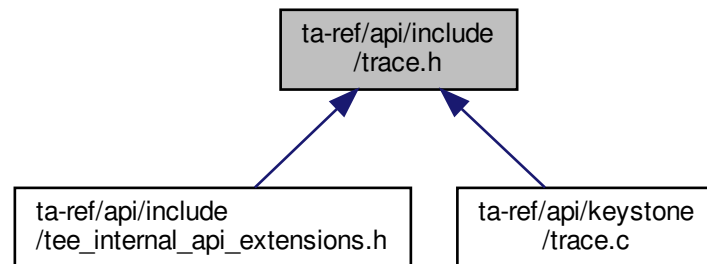 ta-ref/api/include
/trace.h
ta-ref/api/include
/tee_internal_api_extensions.h
ta-ref/api/keystone
/trace.c